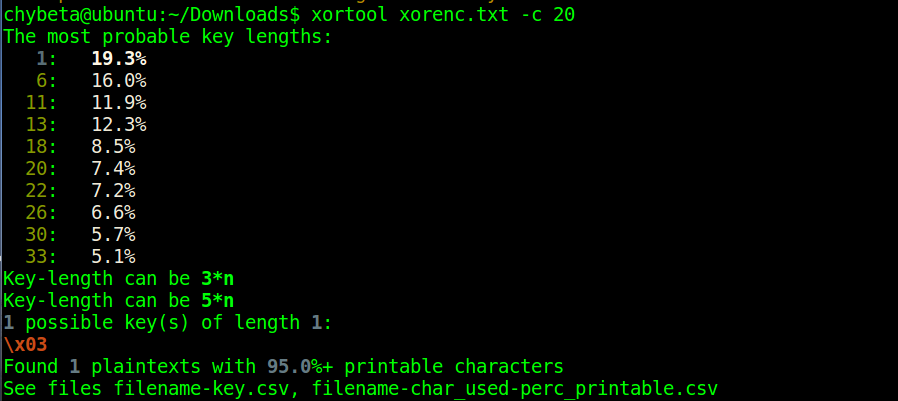 chybeta@ubuntu:~/Downloads$ xortool xorenc.txt -c 20
The most probable key lengths:
   1:   19.3%
   6:   16.0%
  11:   11.9%
  13:   12.3%
  18:   8.5%
  20:   7.4%
  22:   7.2%
  26:   6.6%
  30:   5.7%
  33:   5.1%
Key-length can be 3*n
Key-length can be 5*n
1 possible key(s) of length 1:
\x03
Found 1 plaintexts with 95.0%+ printable characters
See files filename-key.csv, filename-char_used-perc_printable.csv